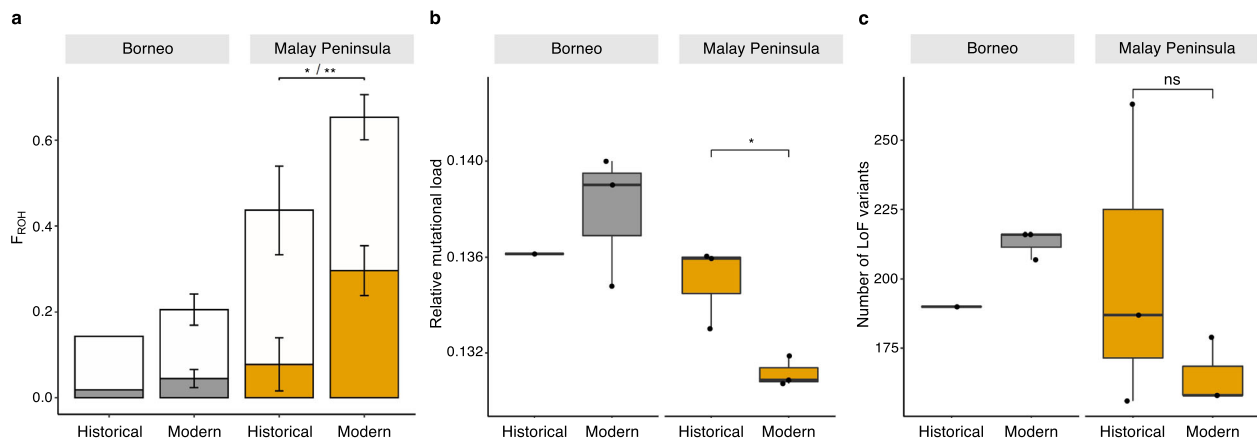 a
Borneo
Malay Peninsula
* / **
0.6
0.4
0.2
0.0
FROH
Historical
Modern
Historical
Modern
b
Borneo
Malay Peninsula
*
0.140
0.136
0.132
Relative mutational load
Historical
Modern
Historical
Modern
c
Borneo
Malay Peninsula
ns
250
225
200
175
Number of LoF variants
Historical
Modern
Historical
Modern